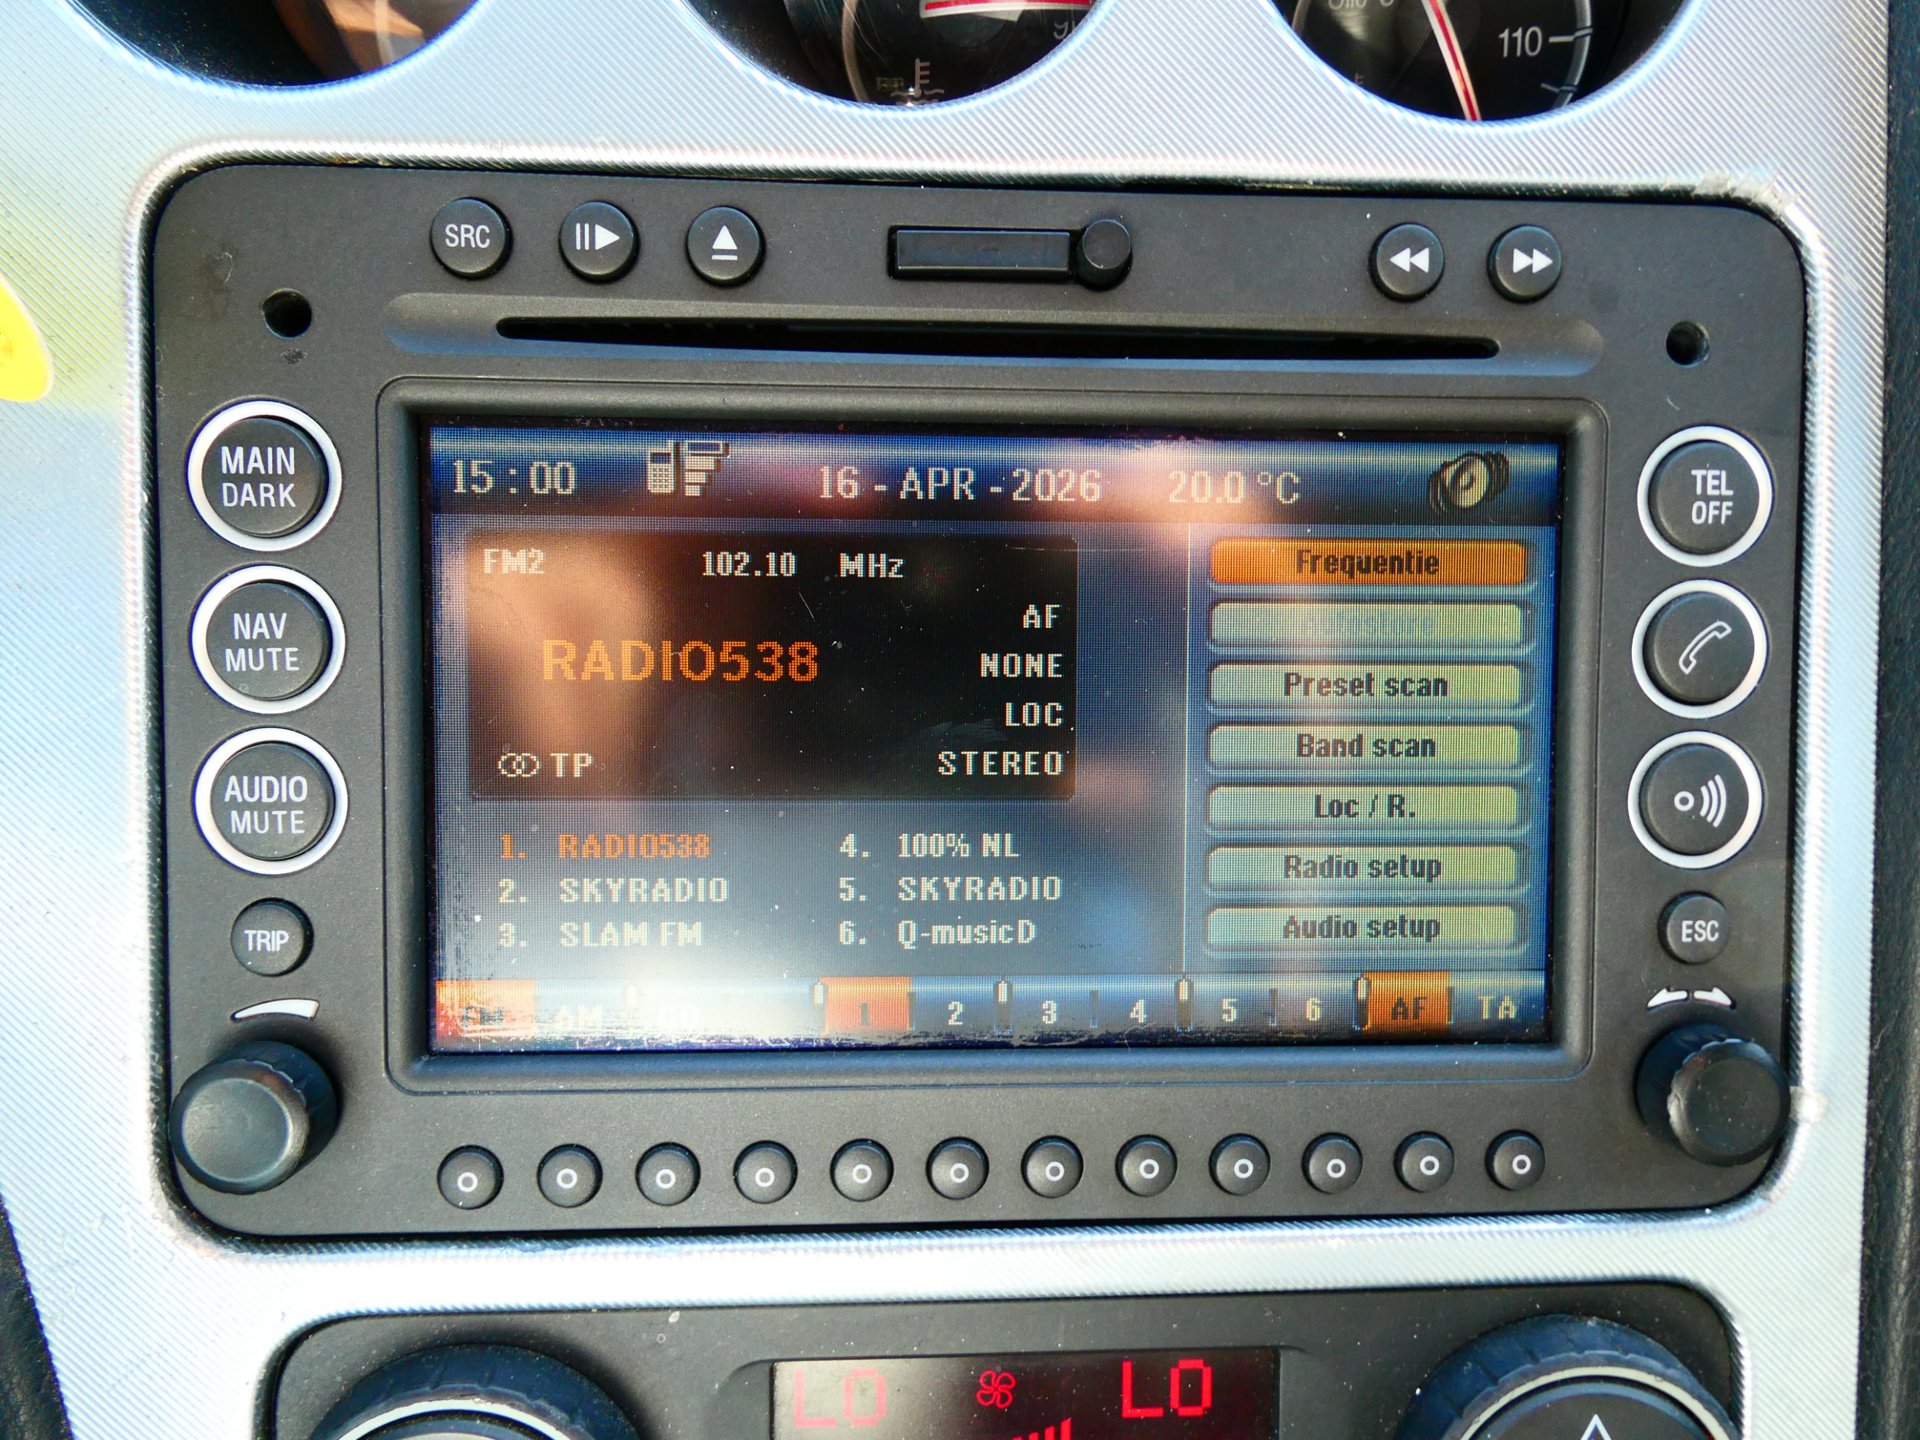 110
SRC
MAIN
DARK
NAV
MUTE
AUDIO
MUTE
TRIP
TEL
OFF
ESC
15:00
16 - APR - 2026
20.0 °C
FM2 102.10 MHz
AF
RADIO538
NONE
LOC
TP STEREO
1. RADIO538 4. 100% NL
2. SKYRADIO 5. SKYRADIO
3. SLAM FM 6. Q-musicD
Frequentie
Preset scan
Band scan
Loc / R.
Radio setup
Audio setup
AM 1 2 3 4 5 6 AF TA
LO LO